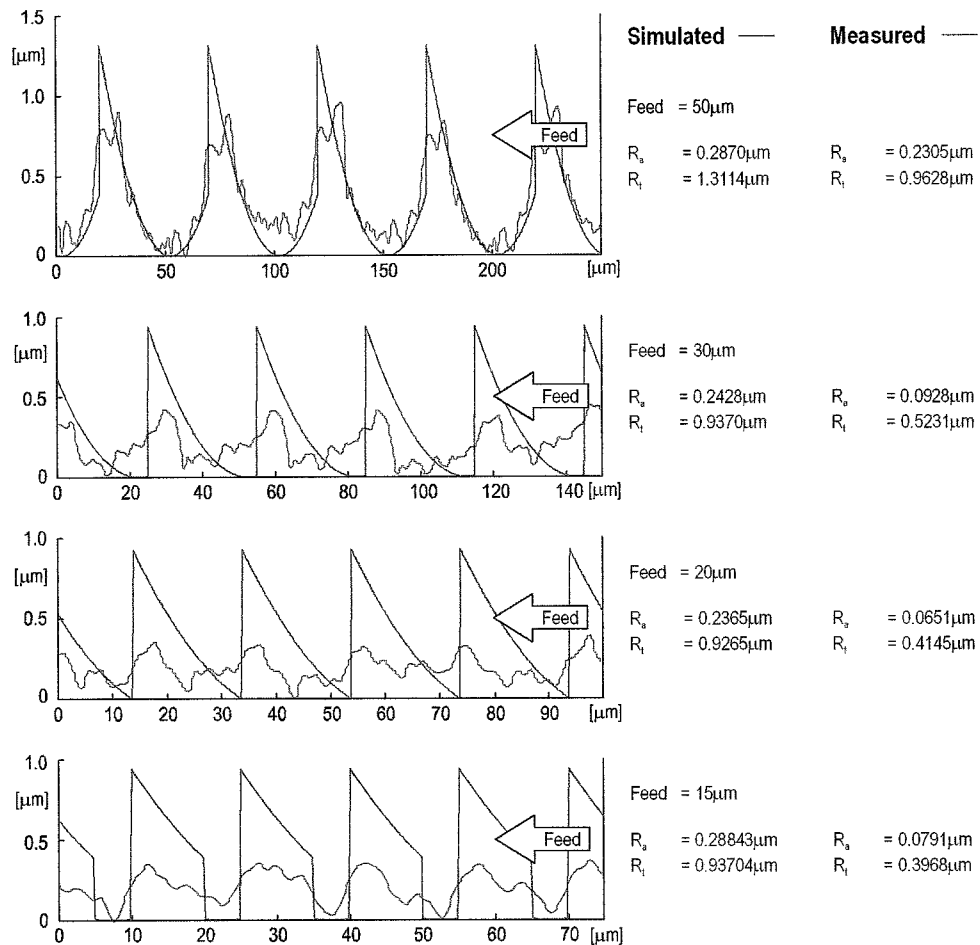 Simulated — Measured —
1.5
[μm]
1.0
0.5
0
0 50 100 150 200 [μm]
Feed
Feed = 50μm
Ra = 0.2870μm Ra = 0.2305μm
Rt = 1.3114μm Rt = 0.9628μm
1.0
[μm]
0.5
0
0 20 40 60 80 100 120 140 [μm]
Feed
Feed = 30μm
Ra = 0.2428μm Ra = 0.0928μm
Rt = 0.9370μm Rt = 0.5231μm
1.0
[μm]
0.5
0
0 10 20 30 40 50 60 70 80 90 [μm]
Feed
Feed = 20μm
Ra = 0.2365μm Ra = 0.0651μm
Rt = 0.9265μm Rt = 0.4145μm
1.0
[μm]
0.5
0
0 10 20 30 40 50 60 70 [μm]
Feed
Feed = 15μm
Ra = 0.28843μm Ra = 0.0791μm
Rt = 0.93704μm Rt = 0.3968μm